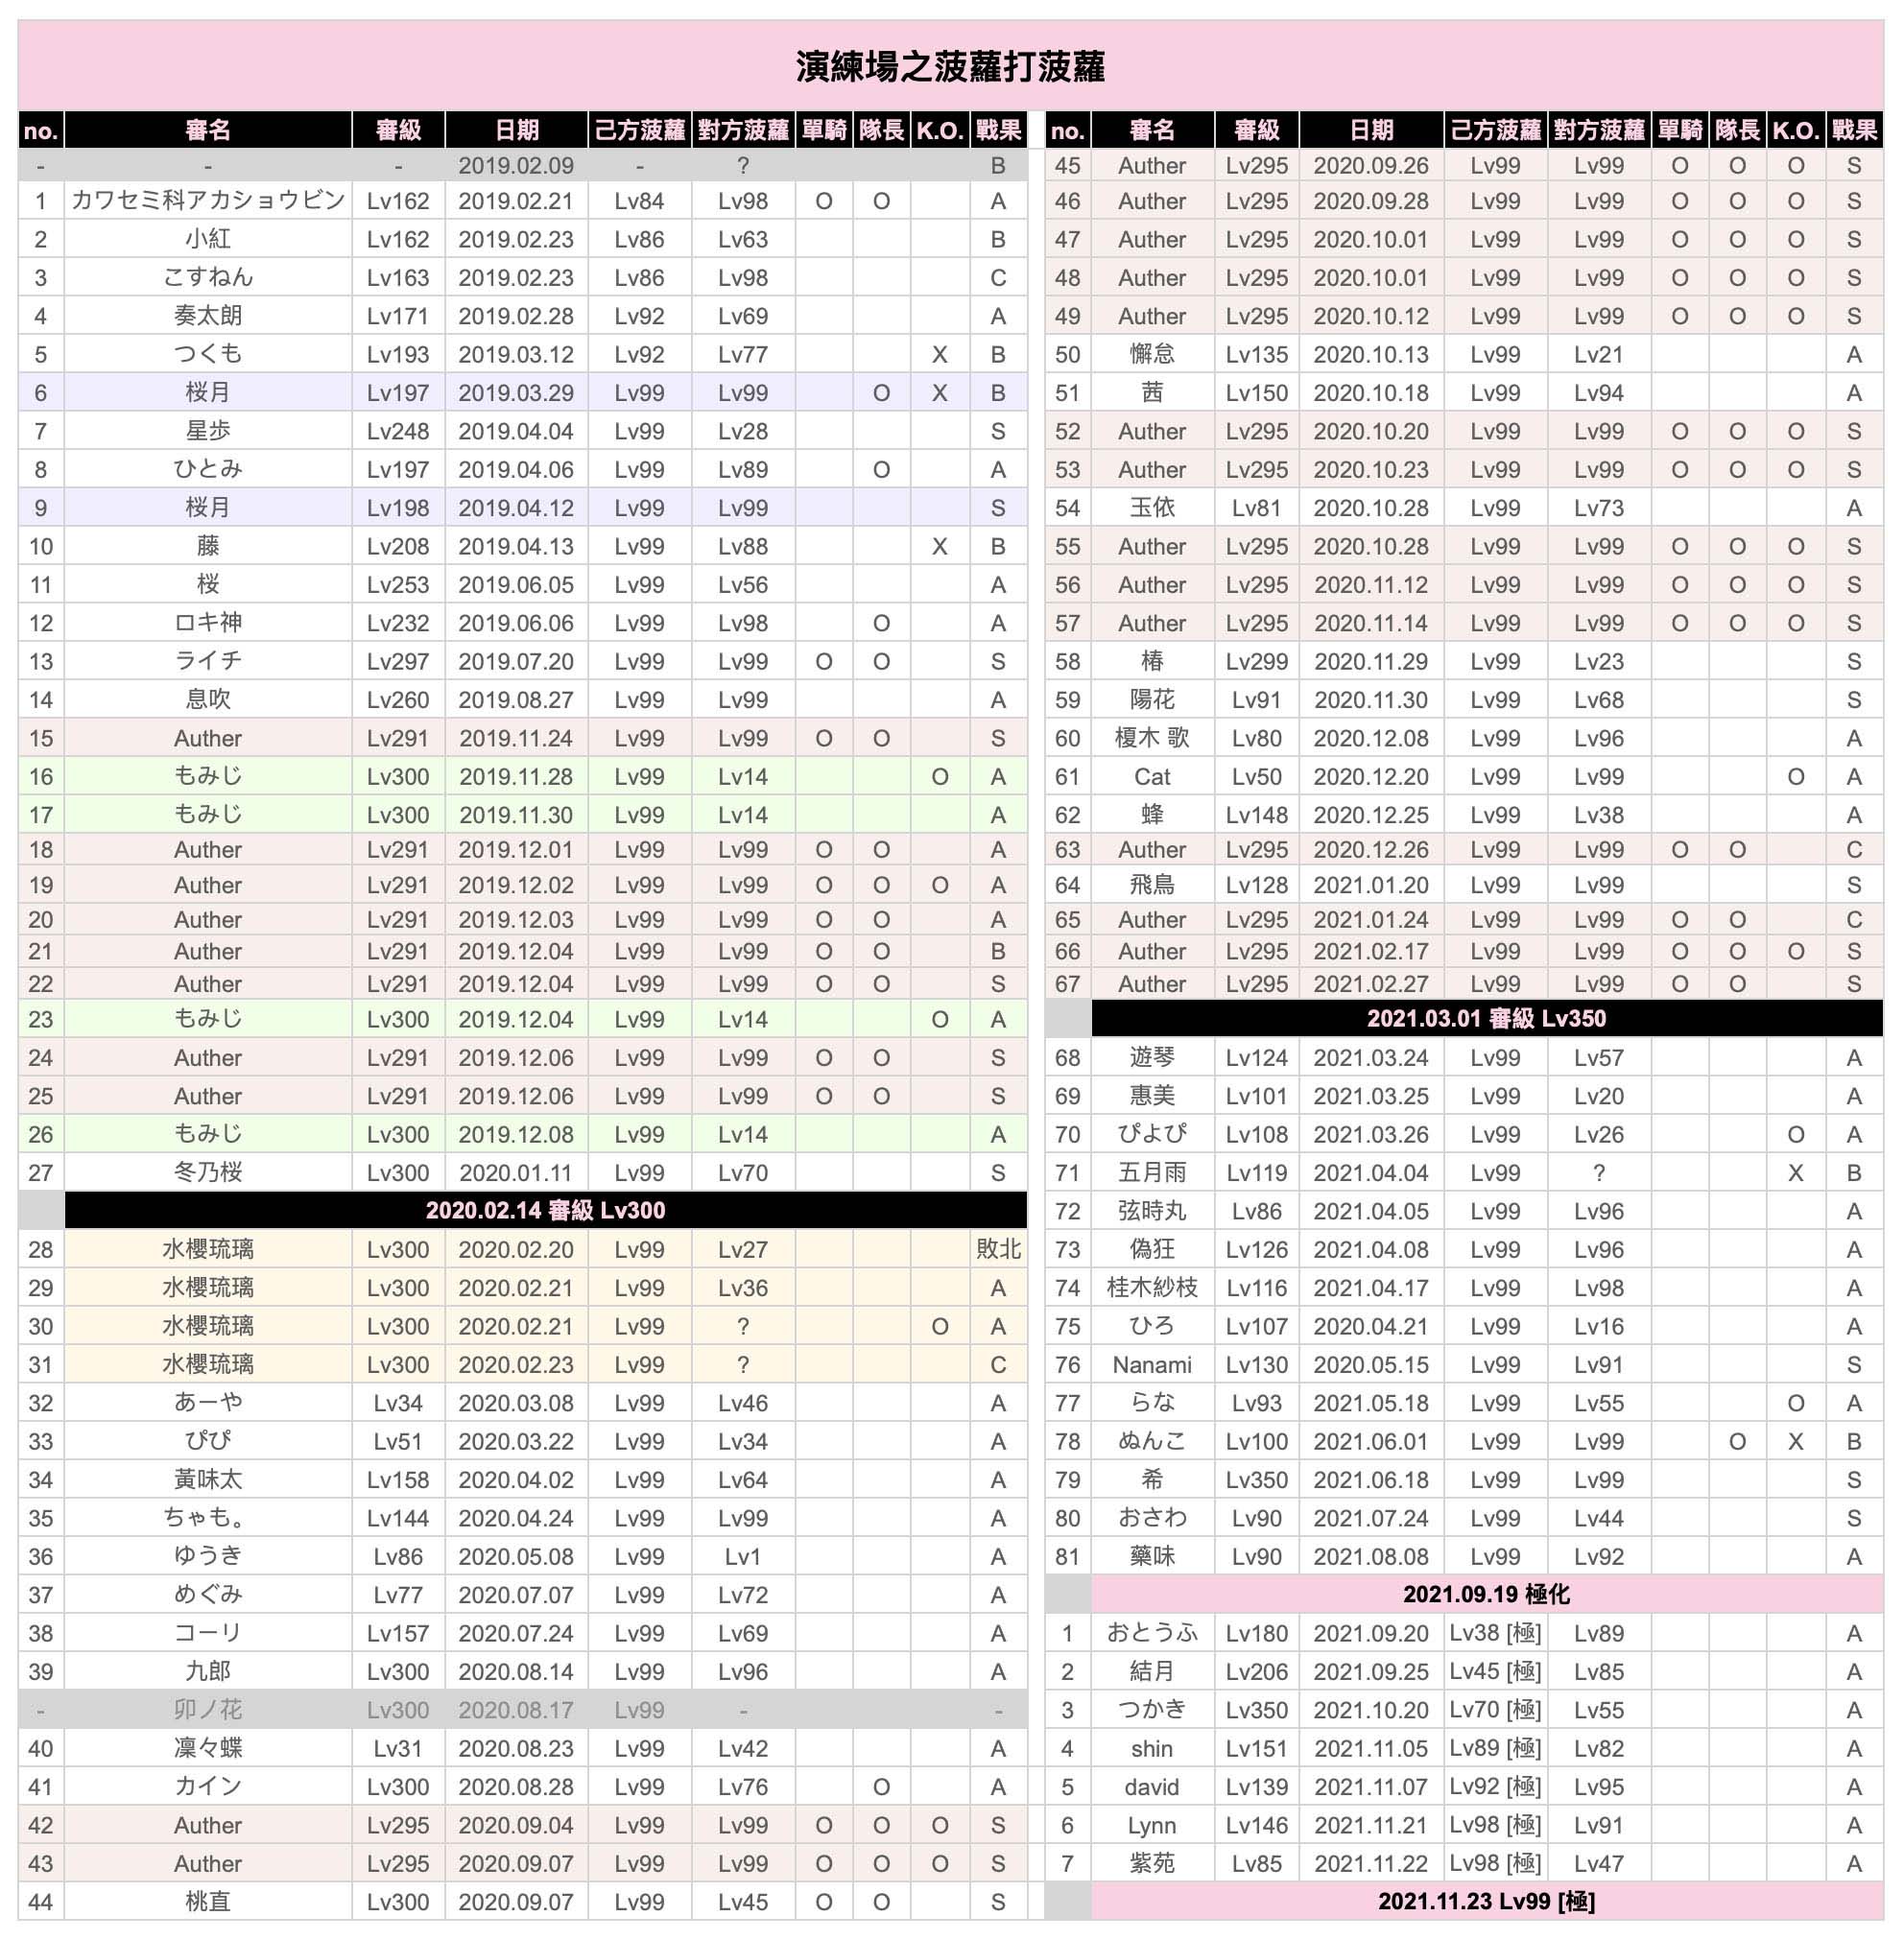 演練場之菠蘿打菠蘿
no. 審名 審級 日期 己方菠蘿 對方菠蘿 單騎 隊長 K.O. 戰果
- - - 2019.02.09 - ? B
1 カワセミ科アカショウビン Lv162 2019.02.21 Lv84 Lv98 O O A
2 小紅 Lv162 2019.02.23 Lv86 Lv63 B
3 こすねん Lv163 2019.02.23 Lv86 Lv98 C
4 奏太朗 Lv171 2019.02.28 Lv92 Lv69 A
5 つくも Lv193 2019.03.12 Lv92 Lv77 X B
6 桜月 Lv197 2019.03.29 Lv99 Lv99 O X B
7 星歩 Lv248 2019.04.04 Lv99 Lv28 S
8 ひとみ Lv197 2019.04.06 Lv99 Lv89 O A
9 桜月 Lv198 2019.04.12 Lv99 Lv99 S
10 藤 Lv208 2019.04.13 Lv99 Lv88 X B
11 桜 Lv253 2019.06.05 Lv99 Lv56 A
12 ロキ神 Lv232 2019.06.06 Lv99 Lv98 O A
13 ライチ Lv297 2019.07.20 Lv99 Lv99 O O S
14 息吹 Lv260 2019.08.27 Lv99 Lv99 A
15 Auther Lv291 2019.11.24 Lv99 Lv99 O O S
16 もみじ Lv300 2019.11.28 Lv99 Lv14 O A
17 もみじ Lv300 2019.11.30 Lv99 Lv14 A
18 Auther Lv291 2019.12.01 Lv99 Lv99 O O A
19 Auther Lv291 2019.12.02 Lv99 Lv99 O O O A
20 Auther Lv291 2019.12.03 Lv99 Lv99 O O A
21 Auther Lv291 2019.12.04 Lv99 Lv99 O O B
22 Auther Lv291 2019.12.04 Lv99 Lv99 O O S
23 もみじ Lv300 2019.12.04 Lv99 Lv14 O A
24 Auther Lv291 2019.12.06 Lv99 Lv99 O O S
25 Auther Lv291 2019.12.06 Lv99 Lv99 O O S
26 もみじ Lv300 2019.12.08 Lv99 Lv14 A
27 冬乃桜 Lv300 2020.01.11 Lv99 Lv70 S
2020.02.14 審級 Lv300
28 水櫻琉璃 Lv300 2020.02.20 Lv99 Lv27 敗北
29 水櫻琉璃 Lv300 2020.02.21 Lv99 Lv36 A
30 水櫻琉璃 Lv300 2020.02.21 Lv99 ? O A
31 水櫻琉璃 Lv300 2020.02.23 Lv99 ? C
32 あーや Lv34 2020.03.08 Lv99 Lv46 A
33 ぴぴ Lv51 2020.03.22 Lv99 Lv34 A
34 黃味太 Lv158 2020.04.02 Lv99 Lv64 A
35 ちゃも。 Lv144 2020.04.24 Lv99 Lv99 A
36 ゆうき Lv86 2020.05.08 Lv99 Lv1 A
37 めぐみ Lv77 2020.07.07 Lv99 Lv72 A
38 コーリ Lv157 2020.07.24 Lv99 Lv69 A
39 九郎 Lv300 2020.08.14 Lv99 Lv96 A
- 卯ノ花 Lv300 2020.08.17 Lv99 - -
40 凜々蝶 Lv31 2020.08.23 Lv99 Lv42 A
41 カイン Lv300 2020.08.28 Lv99 Lv76 O A
42 Auther Lv295 2020.09.04 Lv99 Lv99 O O O S
43 Auther Lv295 2020.09.07 Lv99 Lv99 O O O S
44 桃直 Lv300 2020.09.07 Lv99 Lv45 O O S
no. 審名 審級 日期 己方菠蘿 對方菠蘿 單騎 隊長 K.O. 戰果
45 Auther Lv295 2020.09.26 Lv99 Lv99 O O O S
46 Auther Lv295 2020.09.28 Lv99 Lv99 O O O S
47 Auther Lv295 2020.10.01 Lv99 Lv99 O O O S
48 Auther Lv295 2020.10.01 Lv99 Lv99 O O O S
49 Auther Lv295 2020.10.12 Lv99 Lv99 O O O S
50 懈怠 Lv135 2020.10.13 Lv99 Lv21 A
51 茜 Lv150 2020.10.18 Lv99 Lv94 A
52 Auther Lv295 2020.10.20 Lv99 Lv99 O O O S
53 Auther Lv295 2020.10.23 Lv99 Lv99 O O O S
54 玉依 Lv81 2020.10.28 Lv99 Lv73 A
55 Auther Lv295 2020.10.28 Lv99 Lv99 O O O S
56 Auther Lv295 2020.11.12 Lv99 Lv99 O O O S
57 Auther Lv295 2020.11.14 Lv99 Lv99 O O O S
58 椿 Lv299 2020.11.29 Lv99 Lv23 S
59 陽花 Lv91 2020.11.30 Lv99 Lv68 S
60 榎木 歌 Lv80 2020.12.08 Lv99 Lv96 A
61 Cat Lv50 2020.12.20 Lv99 Lv99 O A
62 蜂 Lv148 2020.12.25 Lv99 Lv38 A
63 Auther Lv295 2020.12.26 Lv99 Lv99 O O C
64 飛鳥 Lv128 2021.01.20 Lv99 Lv99 S
65 Auther Lv295 2021.01.24 Lv99 Lv99 O O C
66 Auther Lv295 2021.02.17 Lv99 Lv99 O O O S
67 Auther Lv295 2021.02.27 Lv99 Lv99 O O S
2021.03.01 審級 Lv350
68 遊琴 Lv124 2021.03.24 Lv99 Lv57 A
69 惠美 Lv101 2021.03.25 Lv99 Lv20 A
70 ぴよぴ Lv108 2021.03.26 Lv99 Lv26 O A
71 五月雨 Lv119 2021.04.04 Lv99 ? X B
72 弦時丸 Lv86 2021.04.05 Lv99 Lv96 A
73 偽狂 Lv126 2021.04.08 Lv99 Lv96 A
74 桂木紗枝 Lv116 2021.04.17 Lv99 Lv98 A
75 ひろ Lv107 2020.04.21 Lv99 Lv16 A
76 Nanami Lv130 2020.05.15 Lv99 Lv91 S
77 らな Lv93 2021.05.18 Lv99 Lv55 O A
78 ぬんこ Lv100 2021.06.01 Lv99 Lv99 O X B
79 希 Lv350 2021.06.18 Lv99 Lv99 S
80 おさわ Lv90 2021.07.24 Lv99 Lv44 S
81 藥味 Lv90 2021.08.08 Lv99 Lv92 A
2021.09.19 極化
1 おとうふ Lv180 2021.09.20 Lv38 [極] Lv89 A
2 結月 Lv206 2021.09.25 Lv45 [極] Lv85 A
3 つかき Lv350 2021.10.20 Lv70 [極] Lv55 A
4 shin Lv151 2021.11.05 Lv89 [極] Lv82 A
5 david Lv139 2021.11.07 Lv92 [極] Lv95 A
6 Lynn Lv146 2021.11.21 Lv98 [極] Lv91 A
7 紫苑 Lv85 2021.11.22 Lv98 [極] Lv47 A
2021.11.23 Lv99 [極]